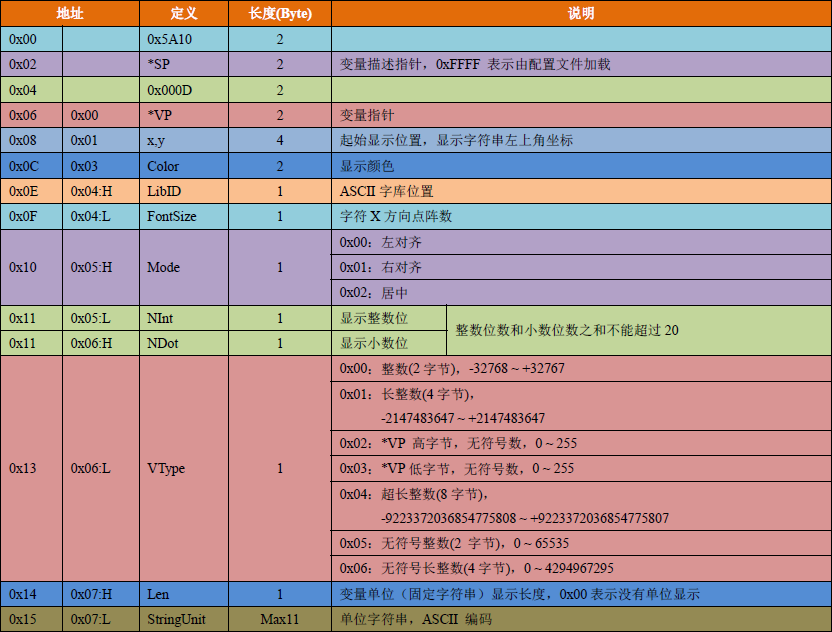 地址 定义 长度(Byte) 说明
0x00 0x5A10 2
0x02 *SP 2 变量描述指针，0xFFFF 表示由配置文件加载
0x04 0x000D 2
0x06 0x00 *VP 2 变量指针
0x08 0x01 x,y 4 起始显示位置，显示字符串左上角坐标
0x0C 0x03 Color 2 显示颜色
0x0E 0x04:H LibID 1 ASCII 字库位置
0x0F 0x04:L FontSize 1 字符 X 方向点阵数
0x10 0x05:H Mode 1
0x00：左对齐
0x01：右对齐
0x02：居中
0x11 0x05:L NInt 1 显示整数位 整数位数和小数位数之和不能超过 20
0x11 0x06:H NDot 1 显示小数位
0x13 0x06:L VType 1
0x00：整数(2 字节)，-32768～+32767
0x01：长整数(4 字节)，
-2147483647～+2147483647
0x02：*VP 高字节，无符号数，0～255
0x03：*VP 低字节，无符号数，0～255
0x04：超长整数(8 字节)，
-9223372036854775808～+9223372036854775807
0x05：无符号整数(2 字节)，0～65535
0x06：无符号长整数(4 字节)，0～4294967295
0x14 0x07:H Len 1 变量单位（固定字符串）显示长度，0x00 表示没有单位显示
0x15 0x07:L StringUnit Max11 单位字符串，ASCII 编码